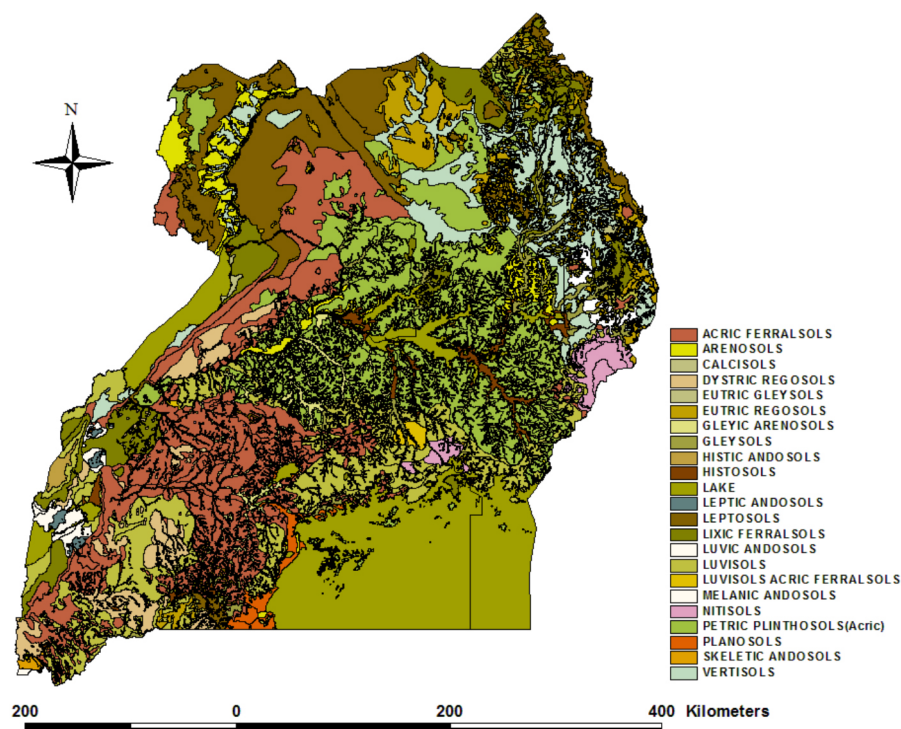 N
ACRIC FERRALSOLS
ARENOSOLS
CALCISOLS
DYSTRIC REGOSOLS
EUTRIC GLEYSOLS
EUTRIC REGOSOLS
GLEYIC ARENOSOLS
GLEYSOLS
HISTIC ANDOSOLS
HISTOSOLS
LAKE
LEPTIC ANDOSOLS
LEPTOSOLS
LIXIC FERRALSOLS
LUVIC ANDOSOLS
LUVISOLS
LUVISOLS ACRIC FERRALSOLS
MELANIC ANDOSOLS
NITISOLS
PETRIC PLINTHOSOLS(Acric)
PLANOSOLS
SKELETIC ANDOSOLS
VERTISOLS
200 0 200 400 Kilometers